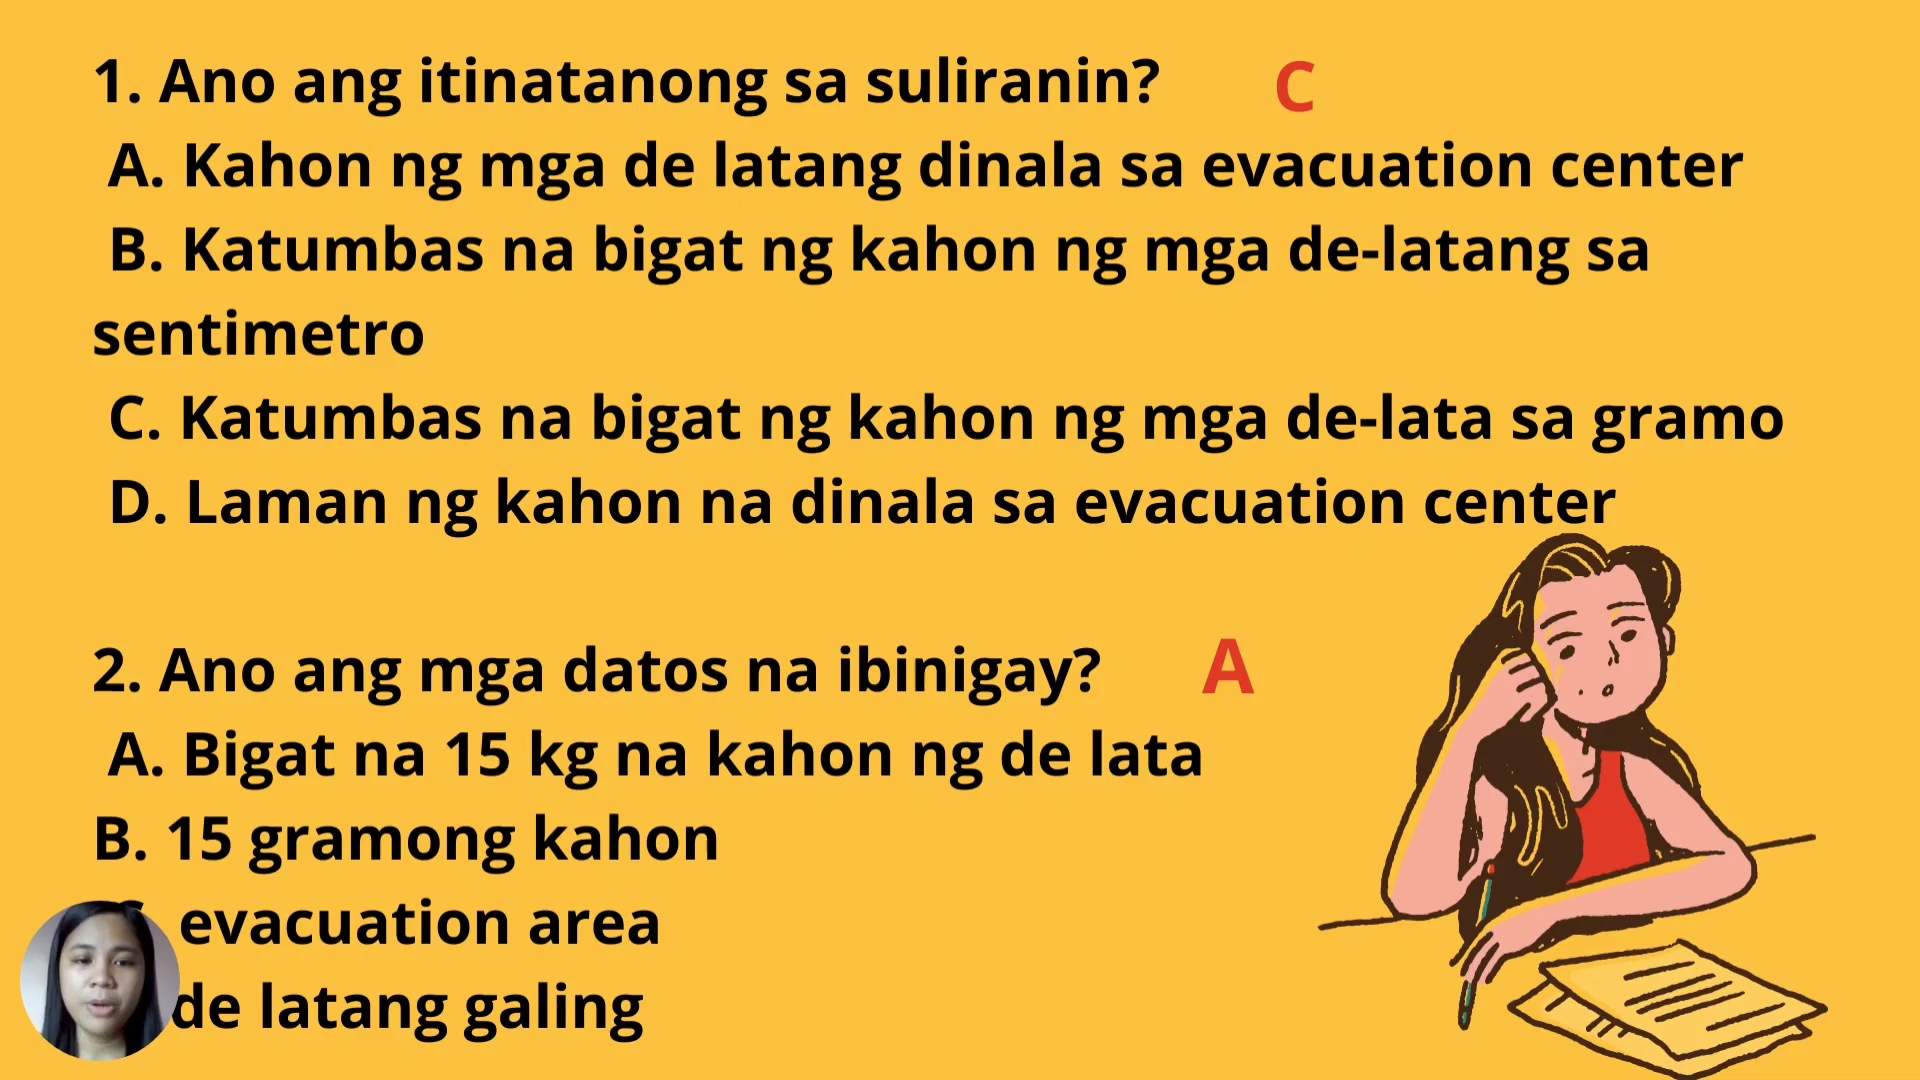 1. Ano ang itinatanong sa suliranin? C
A. Kahon ng mga de latang dinala sa evacuation center
B. Katumbas na bigat ng kahon ng mga de-latang sa
sentimetro
C. Katumbas na bigat ng kahon ng mga de-lata sa gramo
D. Laman ng kahon na dinala sa evacuation center
2. Ano ang mga datos na ibinigay? A
A. Bigat na 15 kg na kahon ng de lata
B. 15 gramong kahon
evacuation area
de latang galing